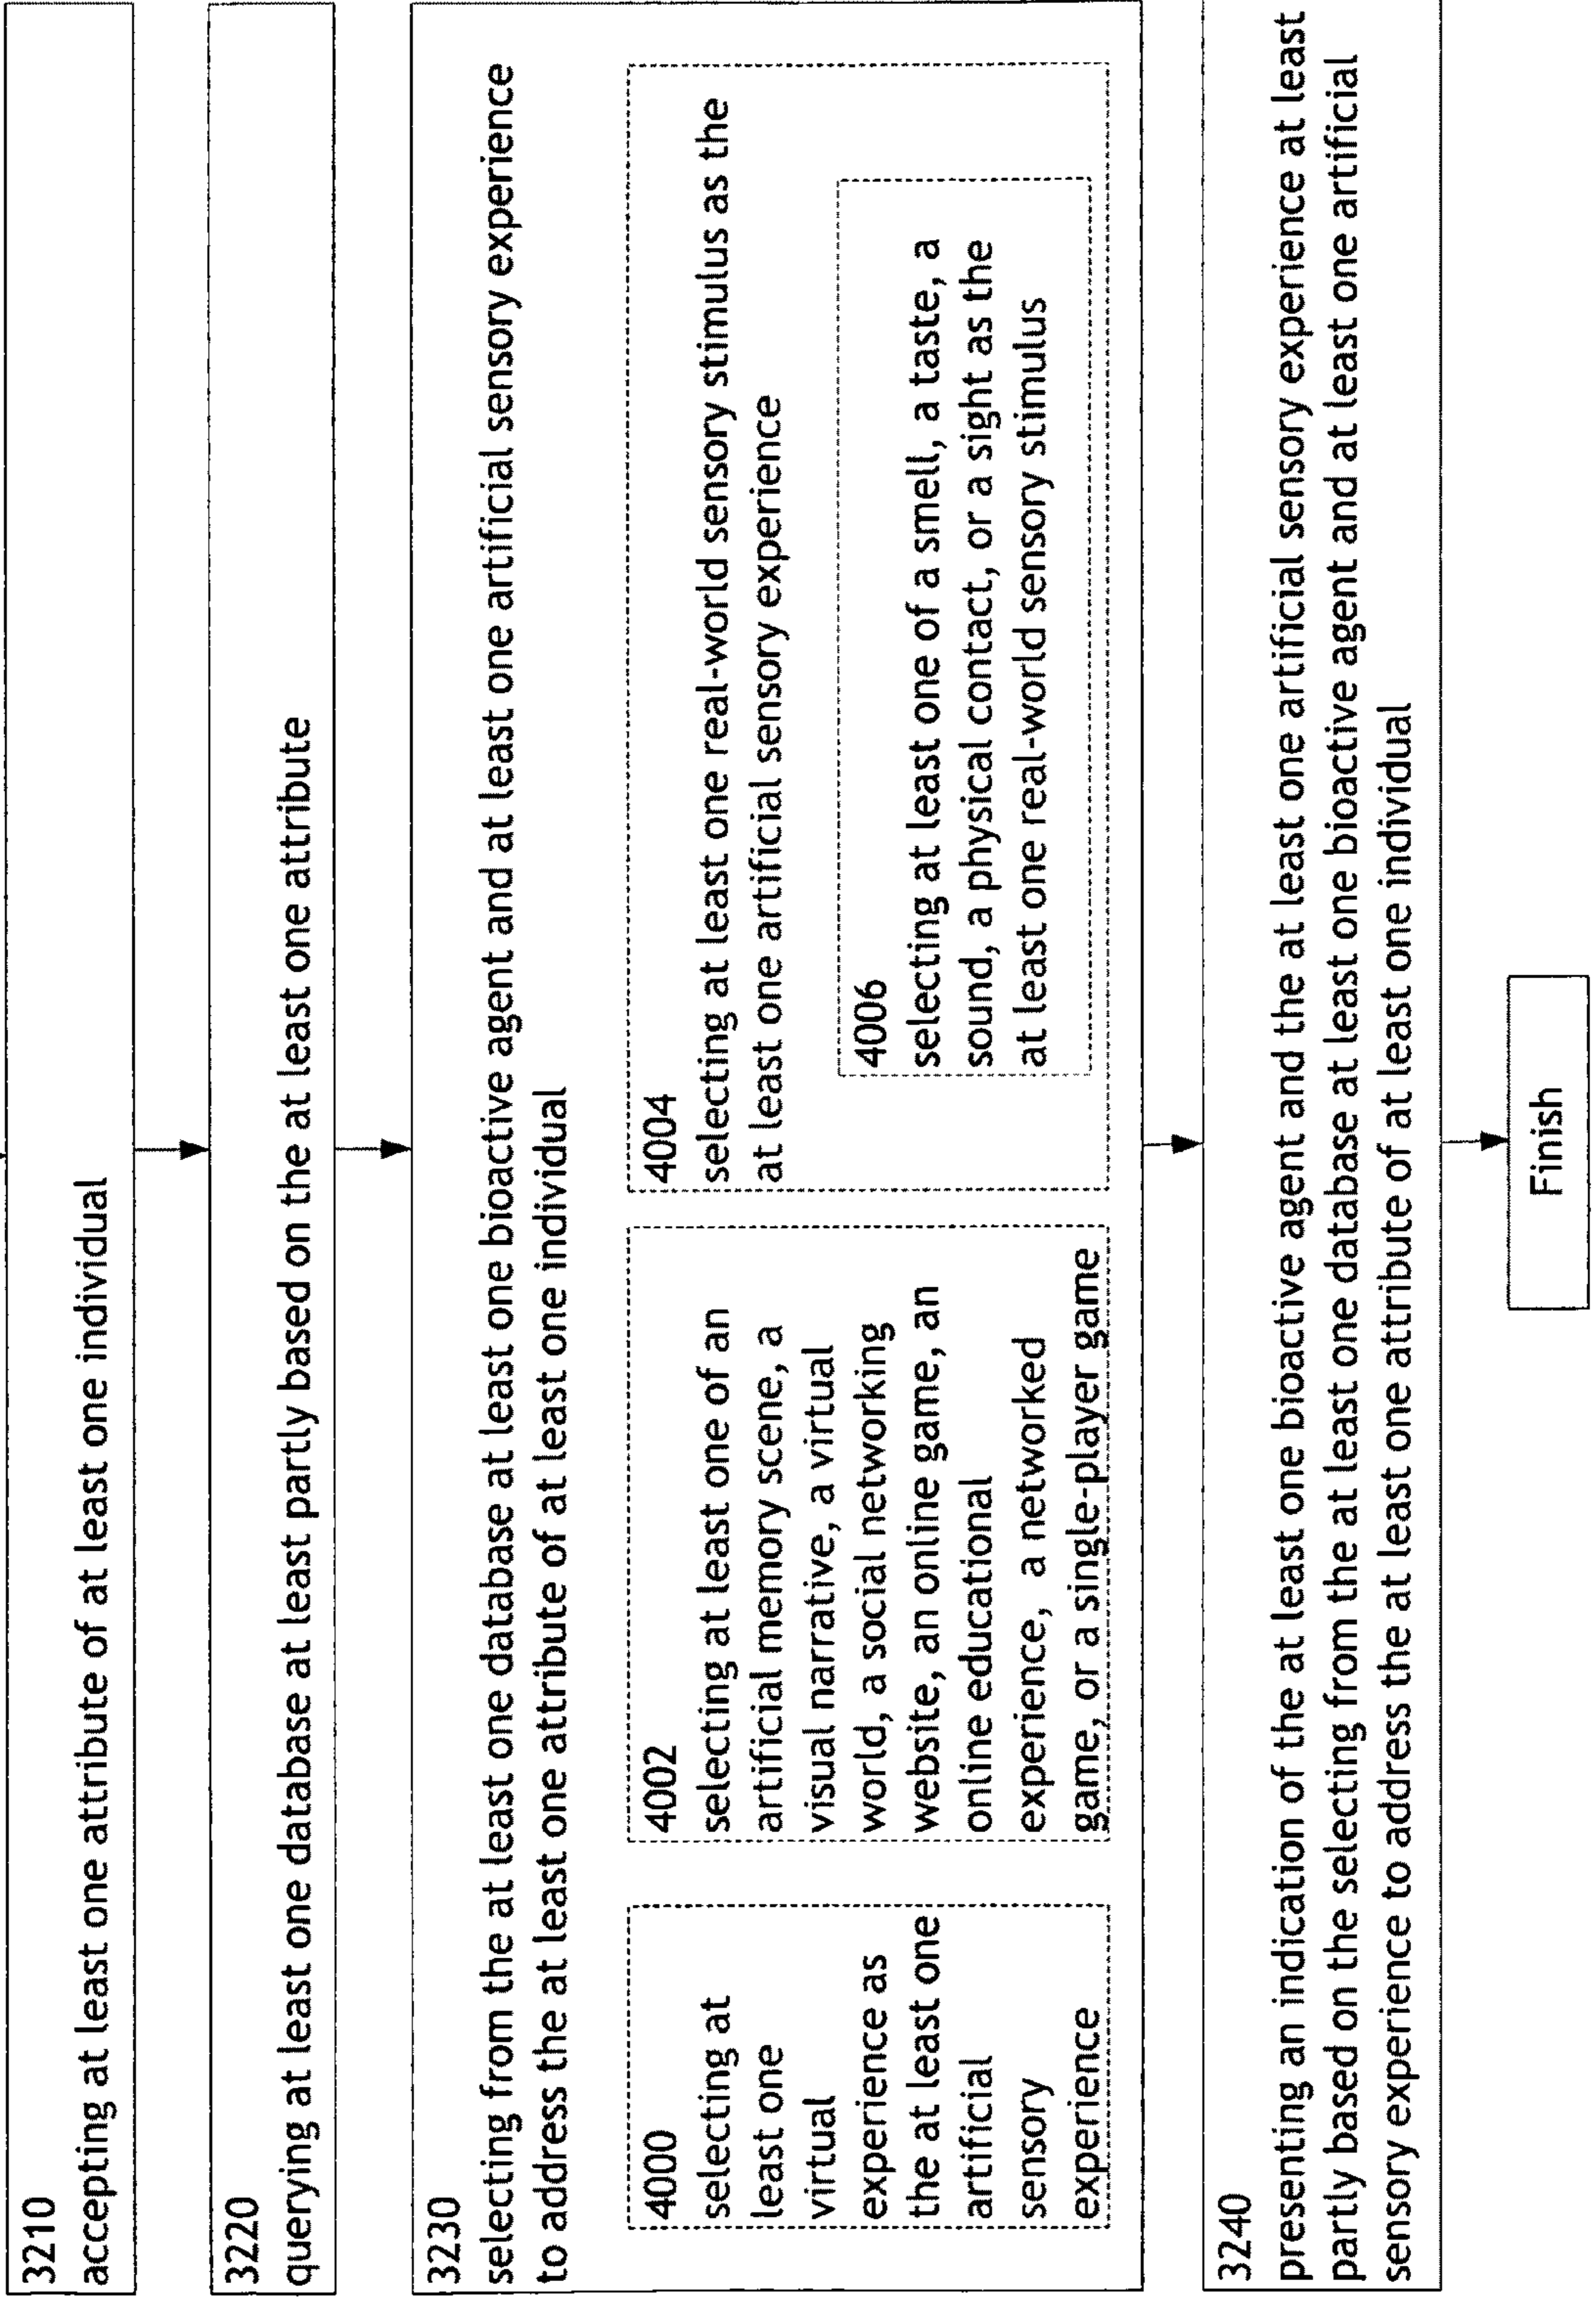 3210
accepting at least one attribute of at least one individual
3220
querying at least one database at least partly based on the at least one attribute
3230
selecting from the at least one database at least one bioactive agent and at least one artificial sensory experience
to address the at least one attribute of at least one individual
4000
selecting at
least one
virtual
experience as
the at least one
artificial
sensory
experience
4002
selecting at least one of an
artificial memory scene, a
visual narrative, a virtual
world, a social networking
website, an online game, an
online educational
experience, a networked
game, or a single-player game
4004
selecting at least one real-world sensory stimulus as the
at least one artificial sensory experience
4006
selecting at least one of a smell, a taste, a
sound, a physical contact, or a sight as the
at least one real-world sensory stimulus
3240
presenting an indication of the at least one bioactive agent and the at least one artificial sensory experience at least
partly based on the selecting from the at least one database at least one bioactive agent and at least one artificial
sensory experience to address the at least one attribute of at least one individual
Finish